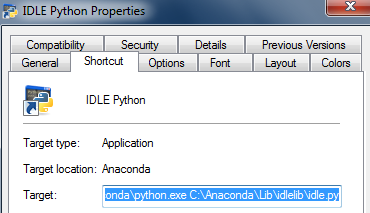 IDLE Python Properties
Compatibility Security Details Previous Versions
General Shortcut Options Font Layout Colors
IDLE Python
Target type: Application
Target location: Anaconda
Target: onda\python.exe C:\Anaconda\Lib\idlelib\idle.py